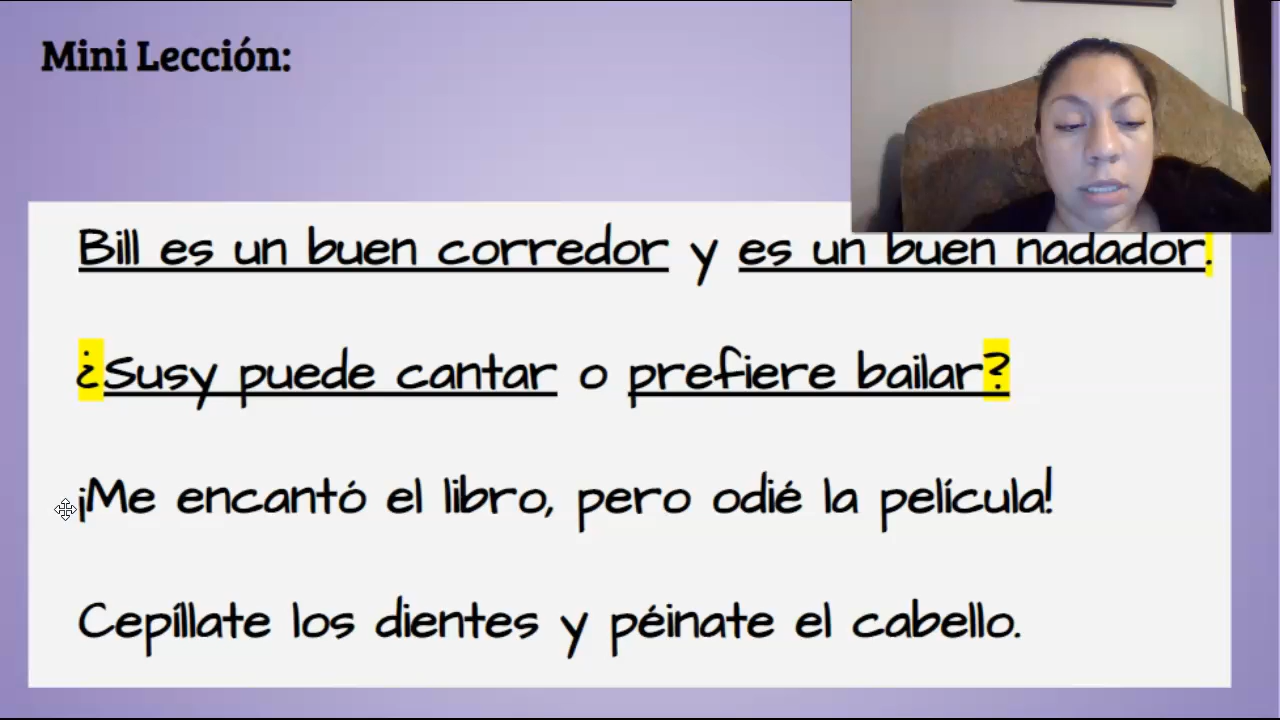 Mini Lección:
Bill es un buen corredor y es un buen nadador.
¿Susy puede cantar o prefiere bailar?
¡Me encantó el libro, pero odié la película!
Cepíllate los dientes y péinate el cabello.